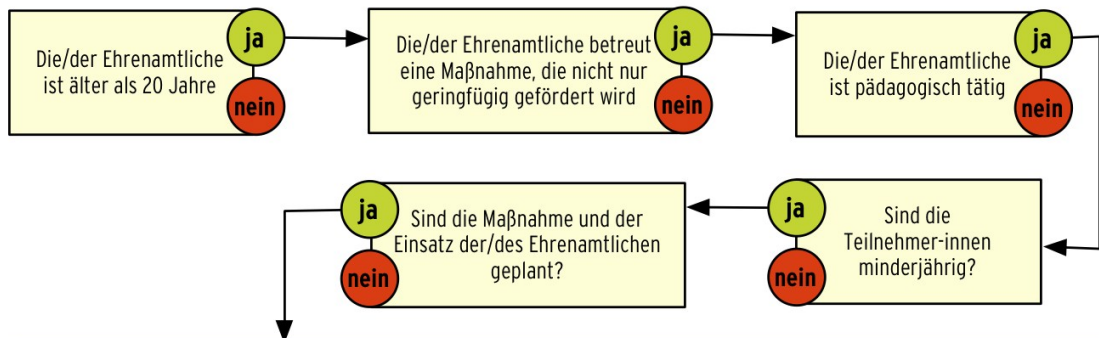 Die/der Ehrenamtliche
ist älter als 20 Jahre
ja
nein
Die/der Ehrenamtliche betreut
eine Maßnahme, die nicht nur
geringfügig gefördert wird
ja
nein
Die/der Ehrenamtliche
ist pädagogisch tätig
ja
nein
Sind die
Teilnehmer-innen
minderjährig?
ja
nein
Sind die Maßnahme und der
Einsatz der/des Ehrenamtlichen
geplant?
ja
nein